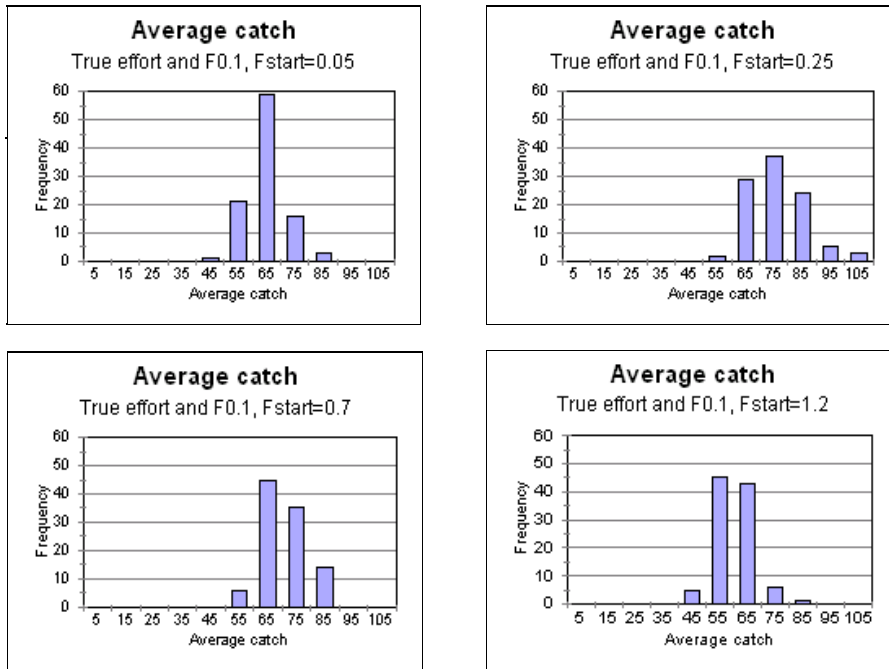 Average catch
True effort and F0.1, Fstart=0.05
60
50
40
30
20
10
0
Frequency
5 15 25 35 45 55 65 75 85 95 105
Average catch
Average catch
True effort and F0.1, Fstart=0.25
60
50
40
30
20
10
0
Frequency
5 15 25 35 45 55 65 75 85 95 105
Average catch
Average catch
True effort and F0.1, Fstart=0.7
60
50
40
30
20
10
0
Frequency
5 15 25 35 45 55 65 75 85 95 105
Average catch
Average catch
True effort and F0.1, Fstart=1.2
60
50
40
30
20
10
0
Frequency
5 15 25 35 45 55 65 75 85 95 105
Average catch